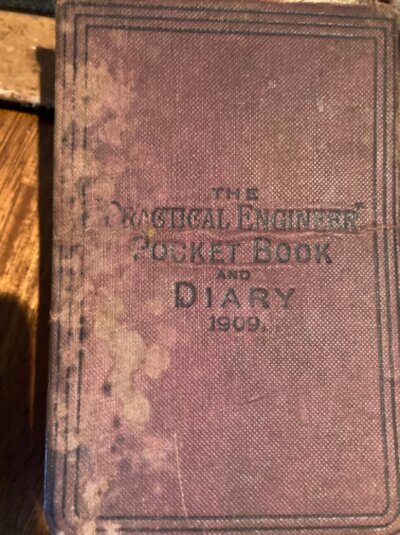 THE
"PRACTICAL ENGINEER"
POCKET BOOK
AND
DIARY
1909.